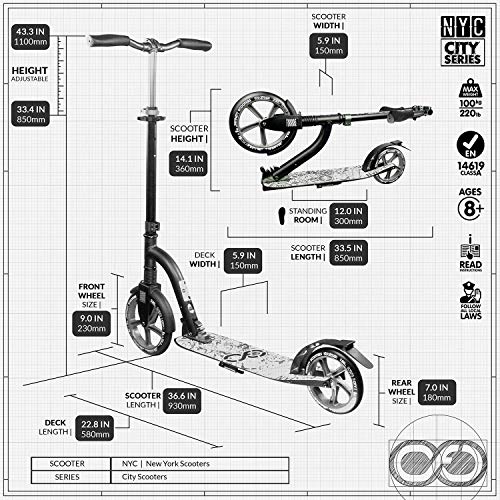 43.3 IN
1100mm
HEIGHT
ADJUSTABLE
33.4 IN
850mm
SCOOTER
WIDTH |
5.9 IN
150mm
NYC
CITY
SERIES
MAX
WEIGHT
100kg
220lb
EN
14619
CLASS A
AGES
8+
i
READ
INSTRUCTIONS
FOLLOW
ALL LOCAL
LAWS
SCOOTER
HEIGHT |
14.1 IN
360mm
STANDING
ROOM |
12.0 IN
300mm
SCOOTER
LENGTH |
33.5 IN
850mm
DECK
WIDTH |
5.9 IN
150mm
FRONT
WHEEL
SIZE |
9.0 IN
230mm
REAR
WHEEL
SIZE |
7.0 IN
180mm
SCOOTER
LENGTH |
36.6 IN
930mm
DECK
LENGTH |
22.8 IN
580mm
SCOOTER
NYC | New York Scooters
SERIES
City Scooters